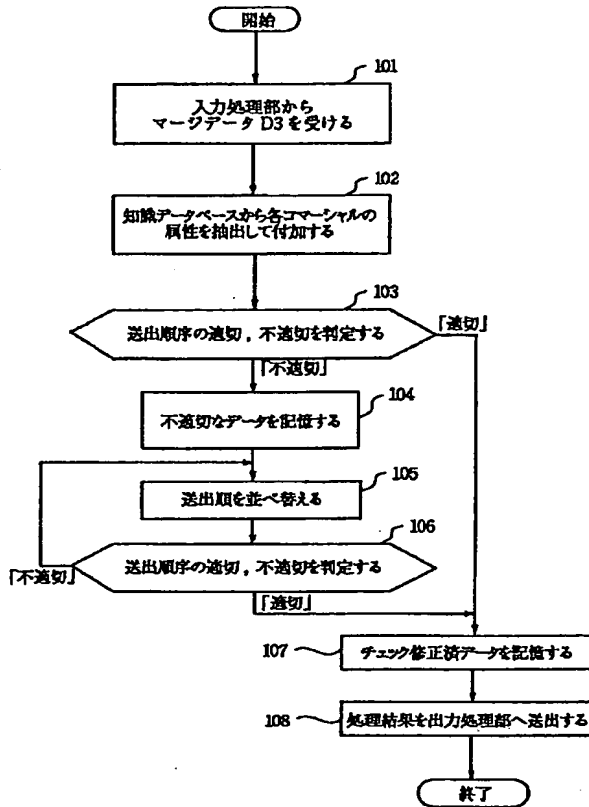 開始
101
入力処理部から
マージデータD3を受ける
102
知識データベースから各コマーシャルの
属性を抽出して付加する
103
送出順序の適切,不適切を判定する
「適切」
「不適切」
104
不適切なデータを記憶する
105
送出順を並べ替える
106
送出順序の適切,不適切を判定する
「不適切」
「適切」
107
チェック修正済データを記憶する
108
処理結果を出力処理部へ送出する
終了